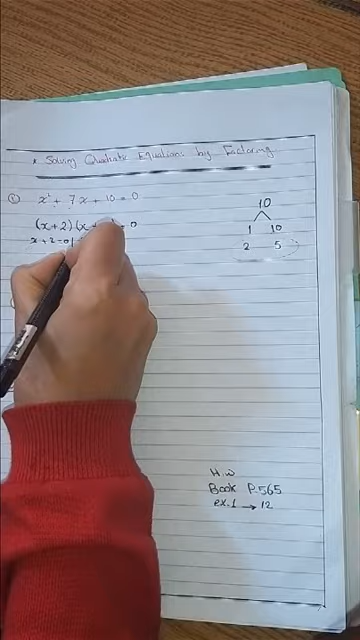 * Solving Quadratic Equations by Factoring
① x² + 7x + 10 = 0
(x+2)(x+ = 0
x+2=0
10
1 10
2 5
H.W
Book P.565
ex.1 → 12